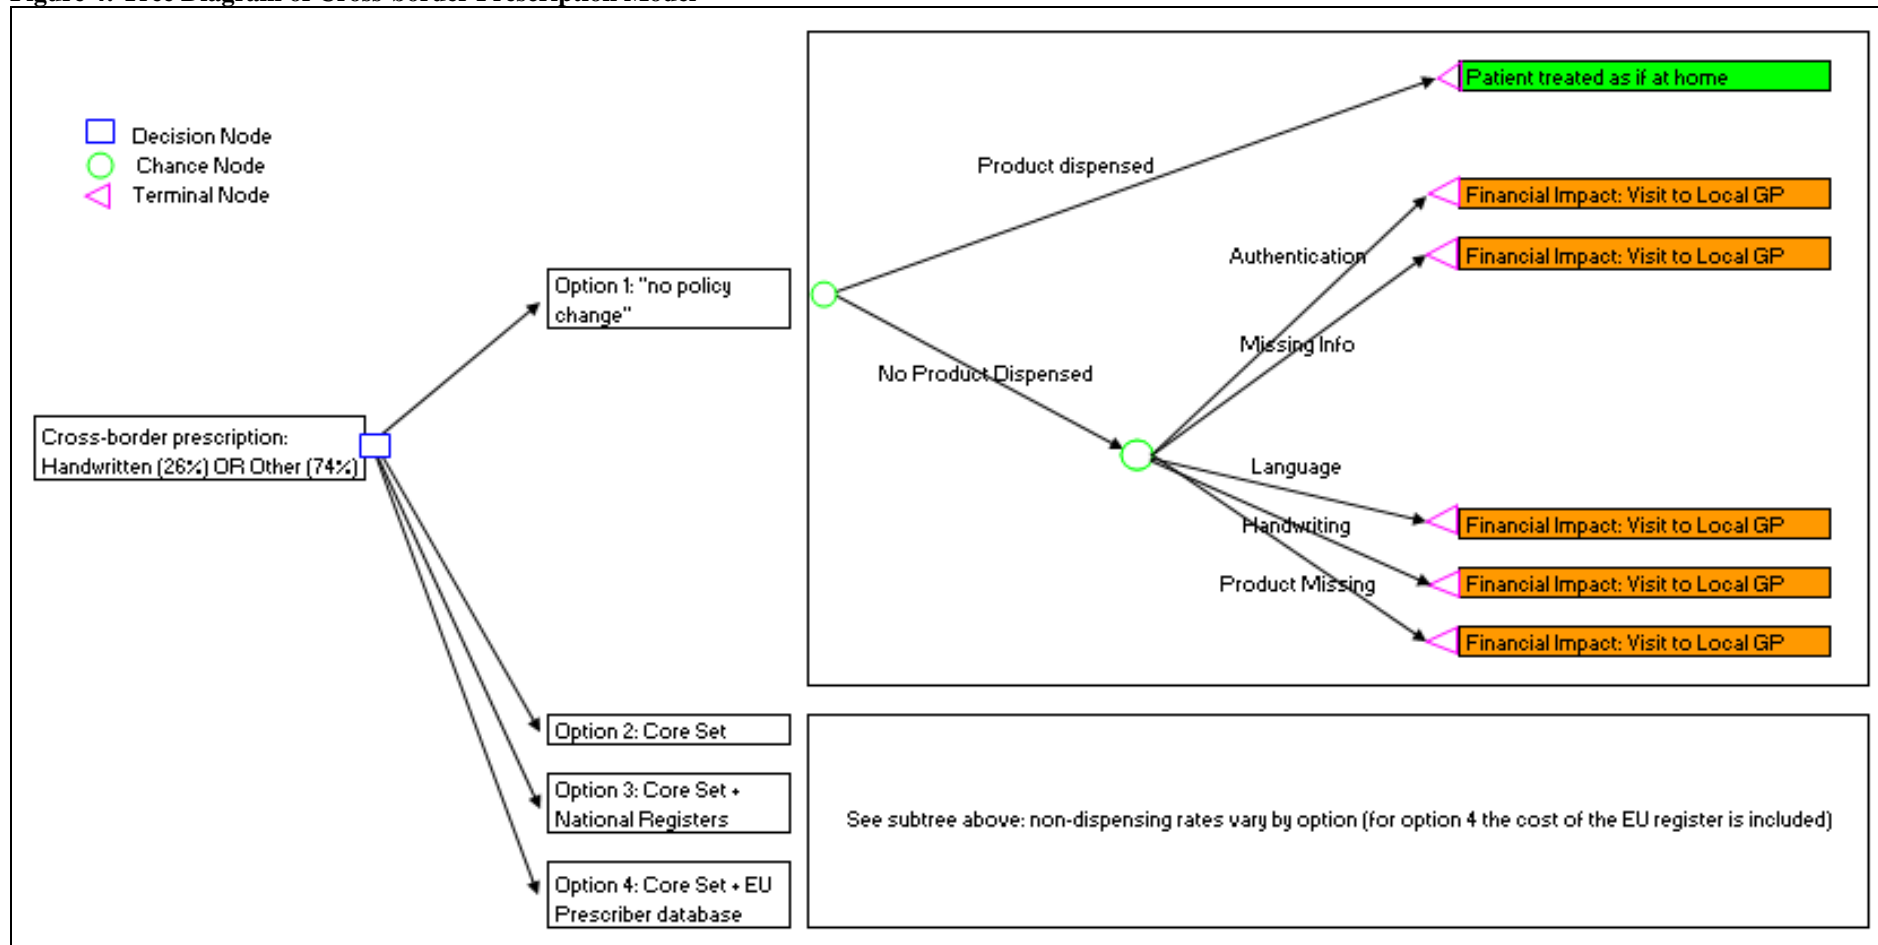 Decision Node
Chance Node
Terminal Node
Cross-border prescription:
Handwritten (26%) OR Other (74%)
Option 1: "no policy
change"
Product dispensed
No Product Dispensed
Patient treated as if at home
Authentication
Financial Impact: Visit to Local GP
Missing Info
Financial Impact: Visit to Local GP
Language
Financial Impact: Visit to Local GP
Handwriting
Financial Impact: Visit to Local GP
Product Missing
Financial Impact: Visit to Local GP
Option 2: Core Set
Option 3: Core Set +
National Registers
Option 4: Core Set + EU
Prescriber database
See subtree above: non-dispensing rates vary by option (for option 4 the cost of the EU register is included)